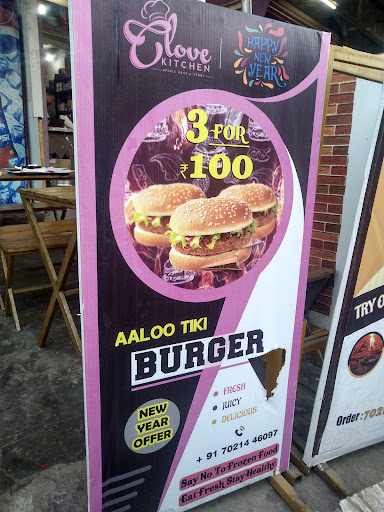 Clove
KITCHEN
HAPPY
NEW
YEAR
3 FOR
₹100
AALOO TIKI
BURGER
FRESH
JUICY
DELICIOUS
NEW
YEAR
OFFER
+ 91 70214 46097
Say No To Frozen Food
Eat Fresh Stay Healthy
TRY O
Order : 702